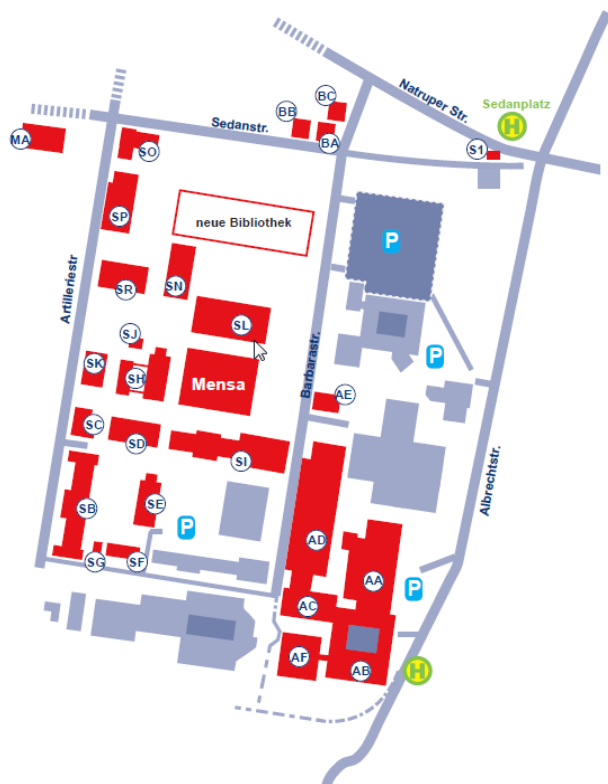 Natruper Str.
Sedanplatz
H
BC
BB
BA
Sedanstr.
MA
SO
S1
SP
neue Bibliothek
P
SR
SN
Artilleriestr
SJ
SL
Barbarastr.
P
SK
SH
Mensa
AE
SC
SD
SI
Albrechtstr.
SB
SE
P
AD
SG
SF
AA
P
AC
AF
AB
H